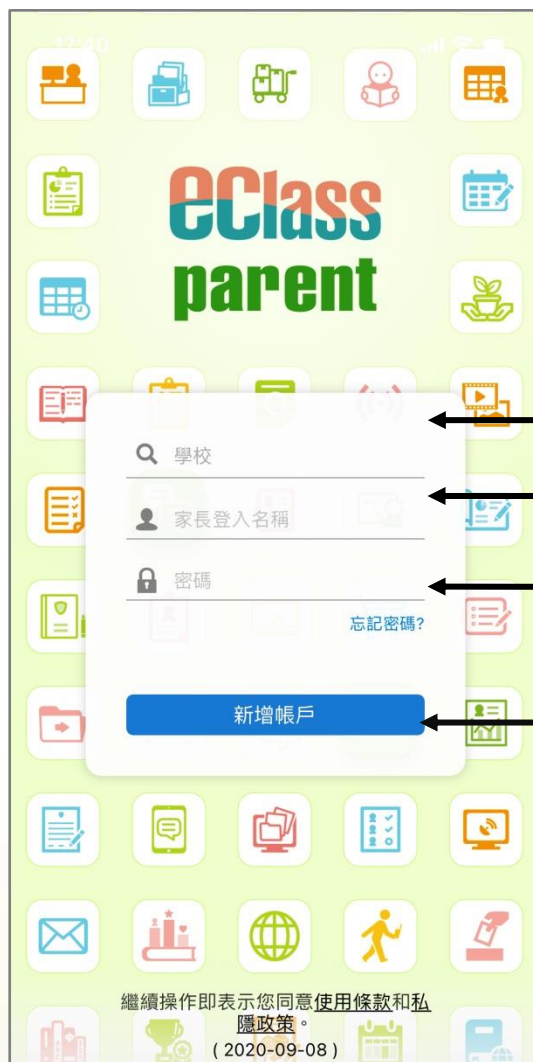 17:40
eClass
parent
學校
家長登入名稱
密碼
忘記密碼?
新增帳戶
繼續操作即表示您同意使用條款和私
隱政策。
(2020-09-08)